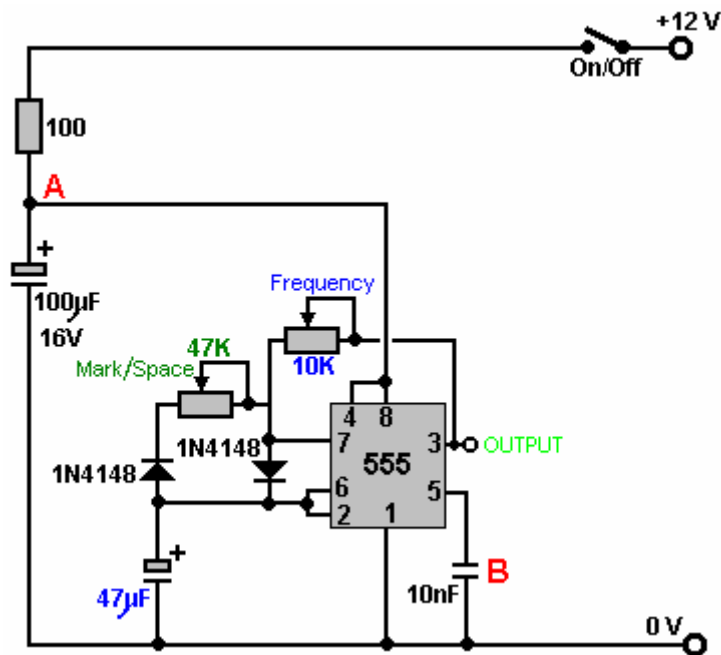 +12 V
On/Off
100
A
+
100µF
16V
Frequency
47K
10K
Mark/Space
4 8
1N4148
7
3
OUTPUT
1N4148
555
6
5
2
1
+
47µF
B
10nF
0 V